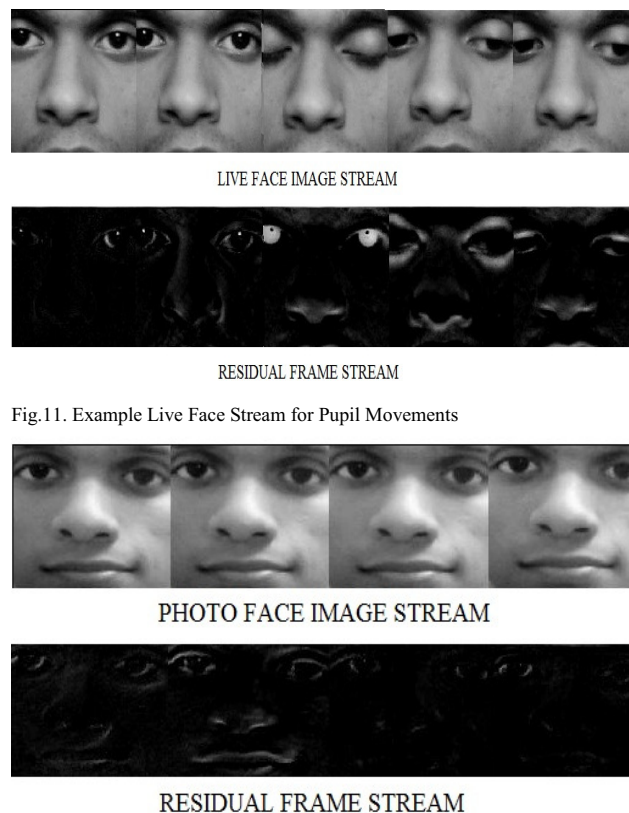 LIVE FACE IMAGE STREAM
RESIDUAL FRAME STREAM
Fig.11. Example Live Face Stream for Pupil Movements
PHOTO FACE IMAGE STREAM
RESIDUAL FRAME STREAM